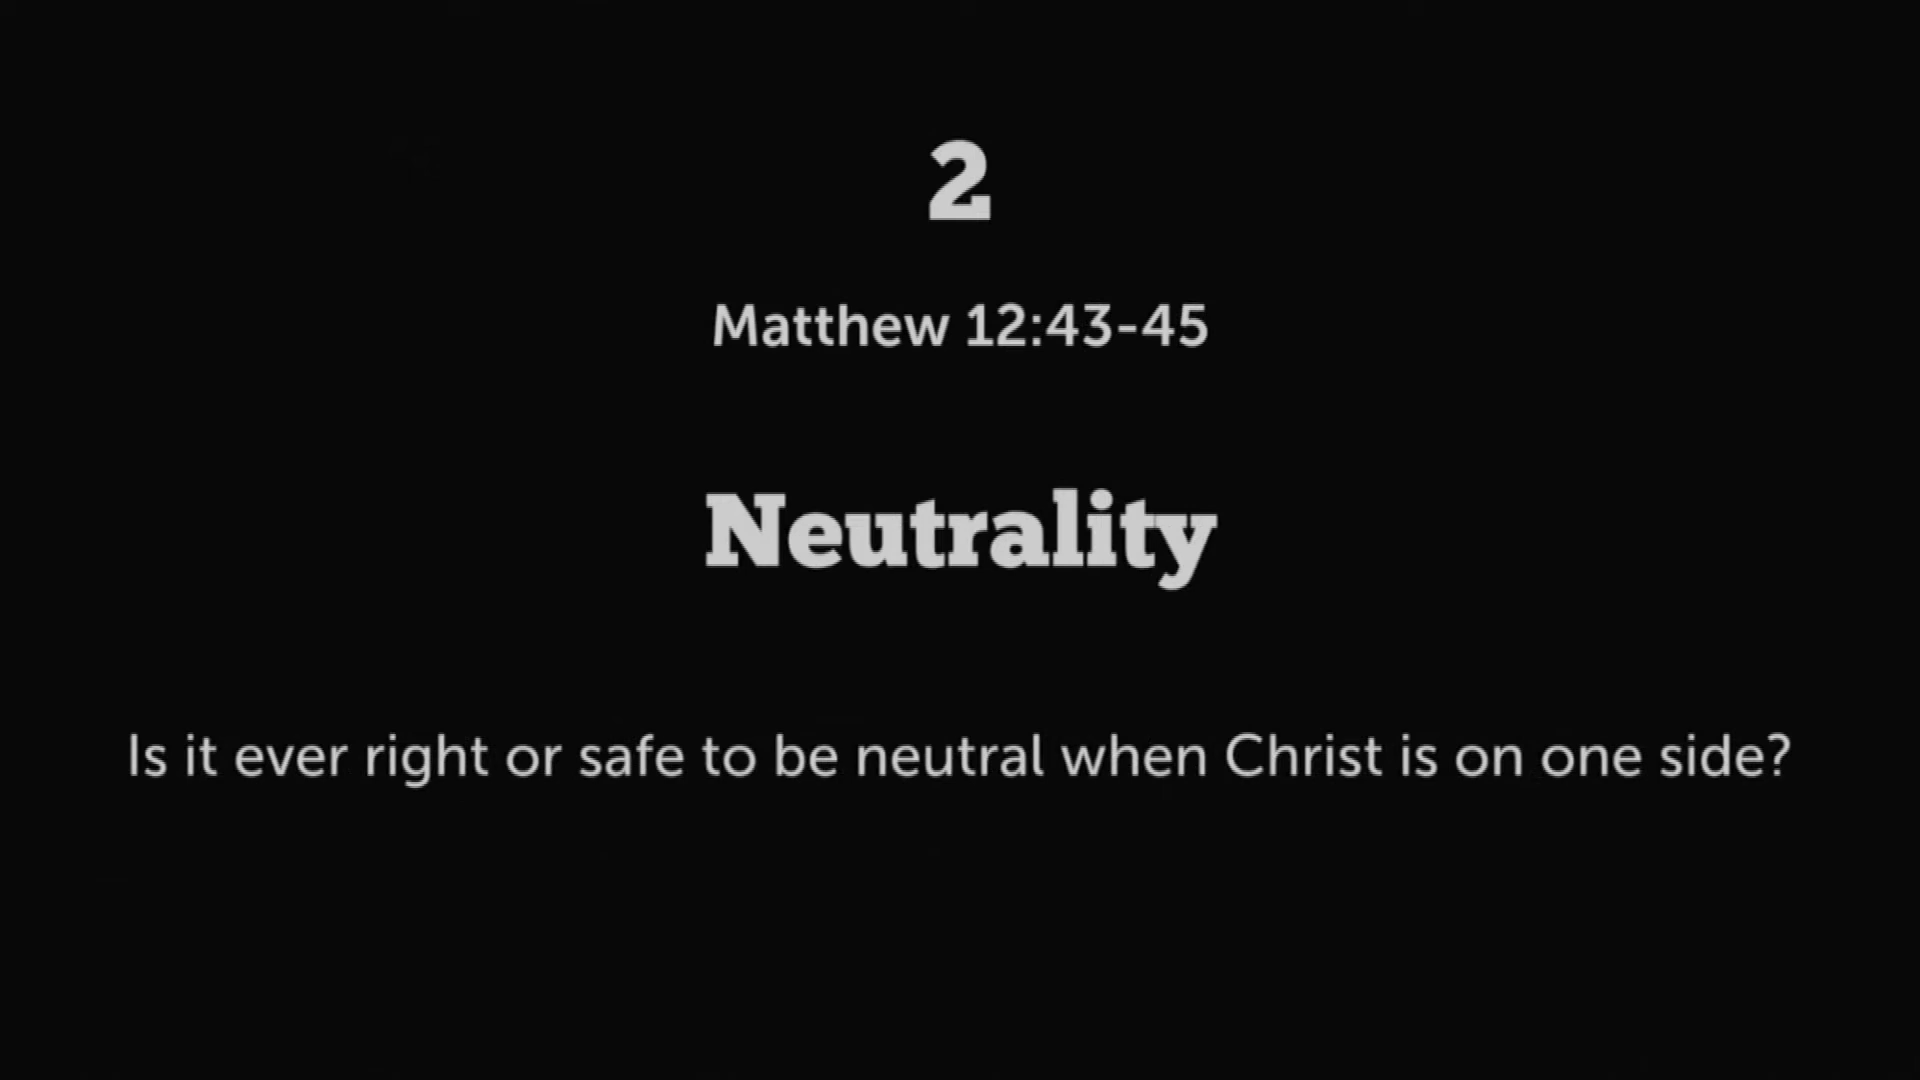 2
Matthew 12:43-45
Neutrality
Is it ever right or safe to be neutral when Christ is on one side?